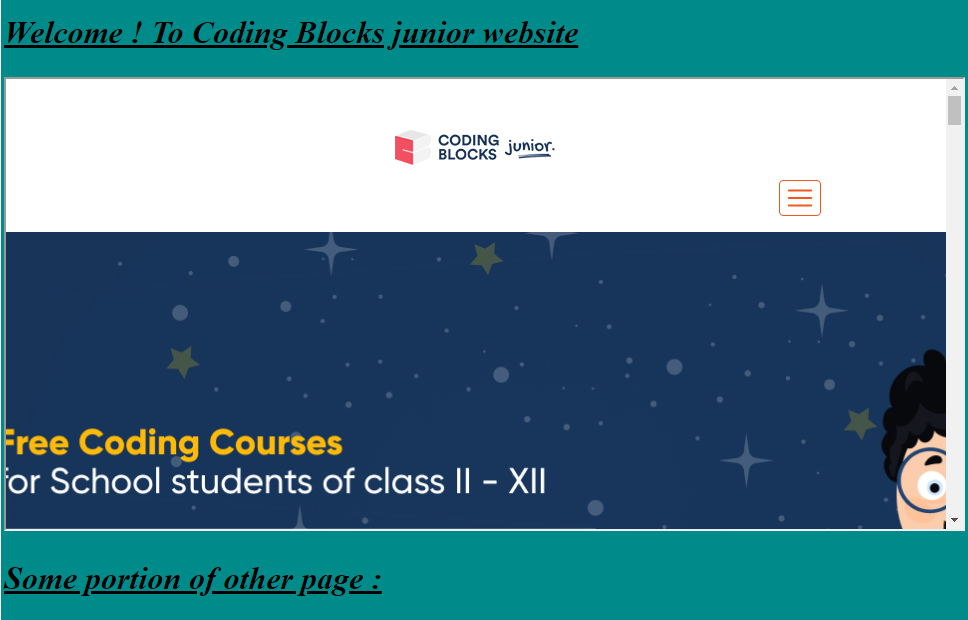 Welcome ! To Coding Blocks junior website
CODING
BLOCKS junior.
Free Coding Courses
for School students of class II - XII
Some portion of other page :